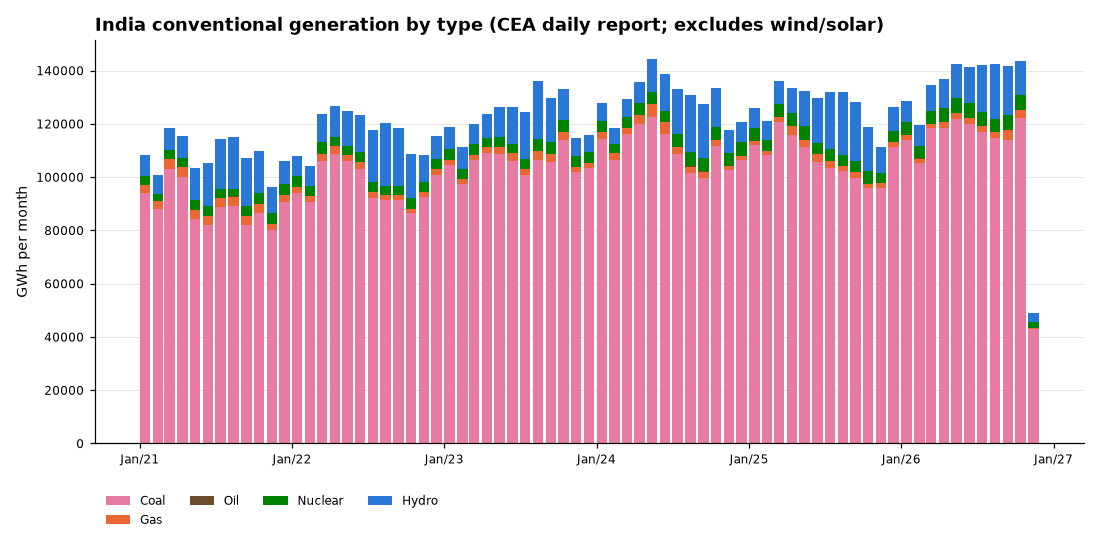 India conventional generation by type (CEA daily report; excludes wind/solar)
GWh per month
140000
120000
100000
80000
60000
40000
20000
0
Jan/21 Jan/22 Jan/23 Jan/24 Jan/25 Jan/26 Jan/27
Coal Oil Nuclear Hydro
Gas